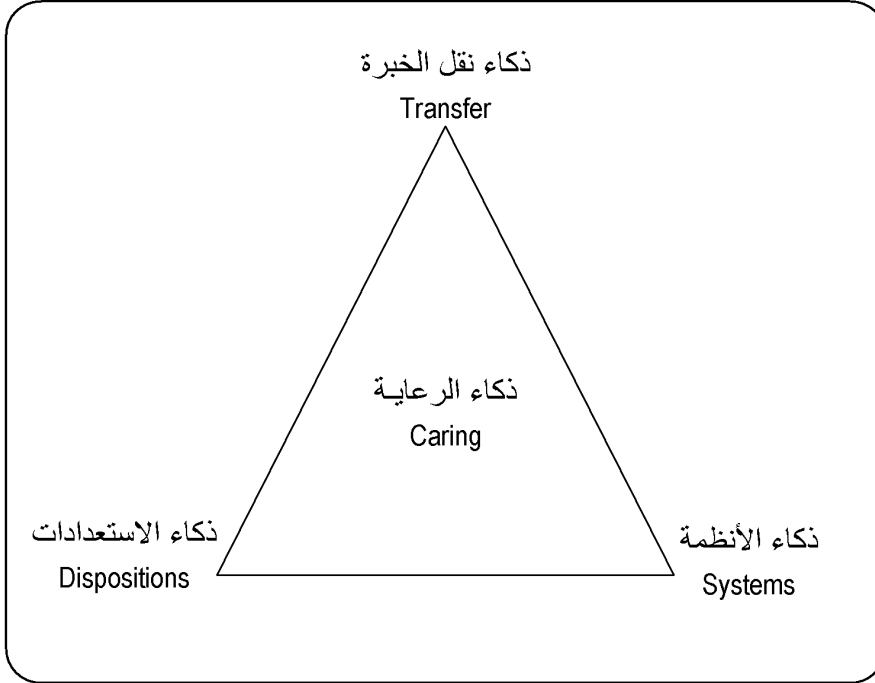 ذكاء نقل الخبرة
Transfer
ذكاء الرعايـة
Caring
ذكاء الاستعدادات
Dispositions
ذكاء الأنظمة
Systems